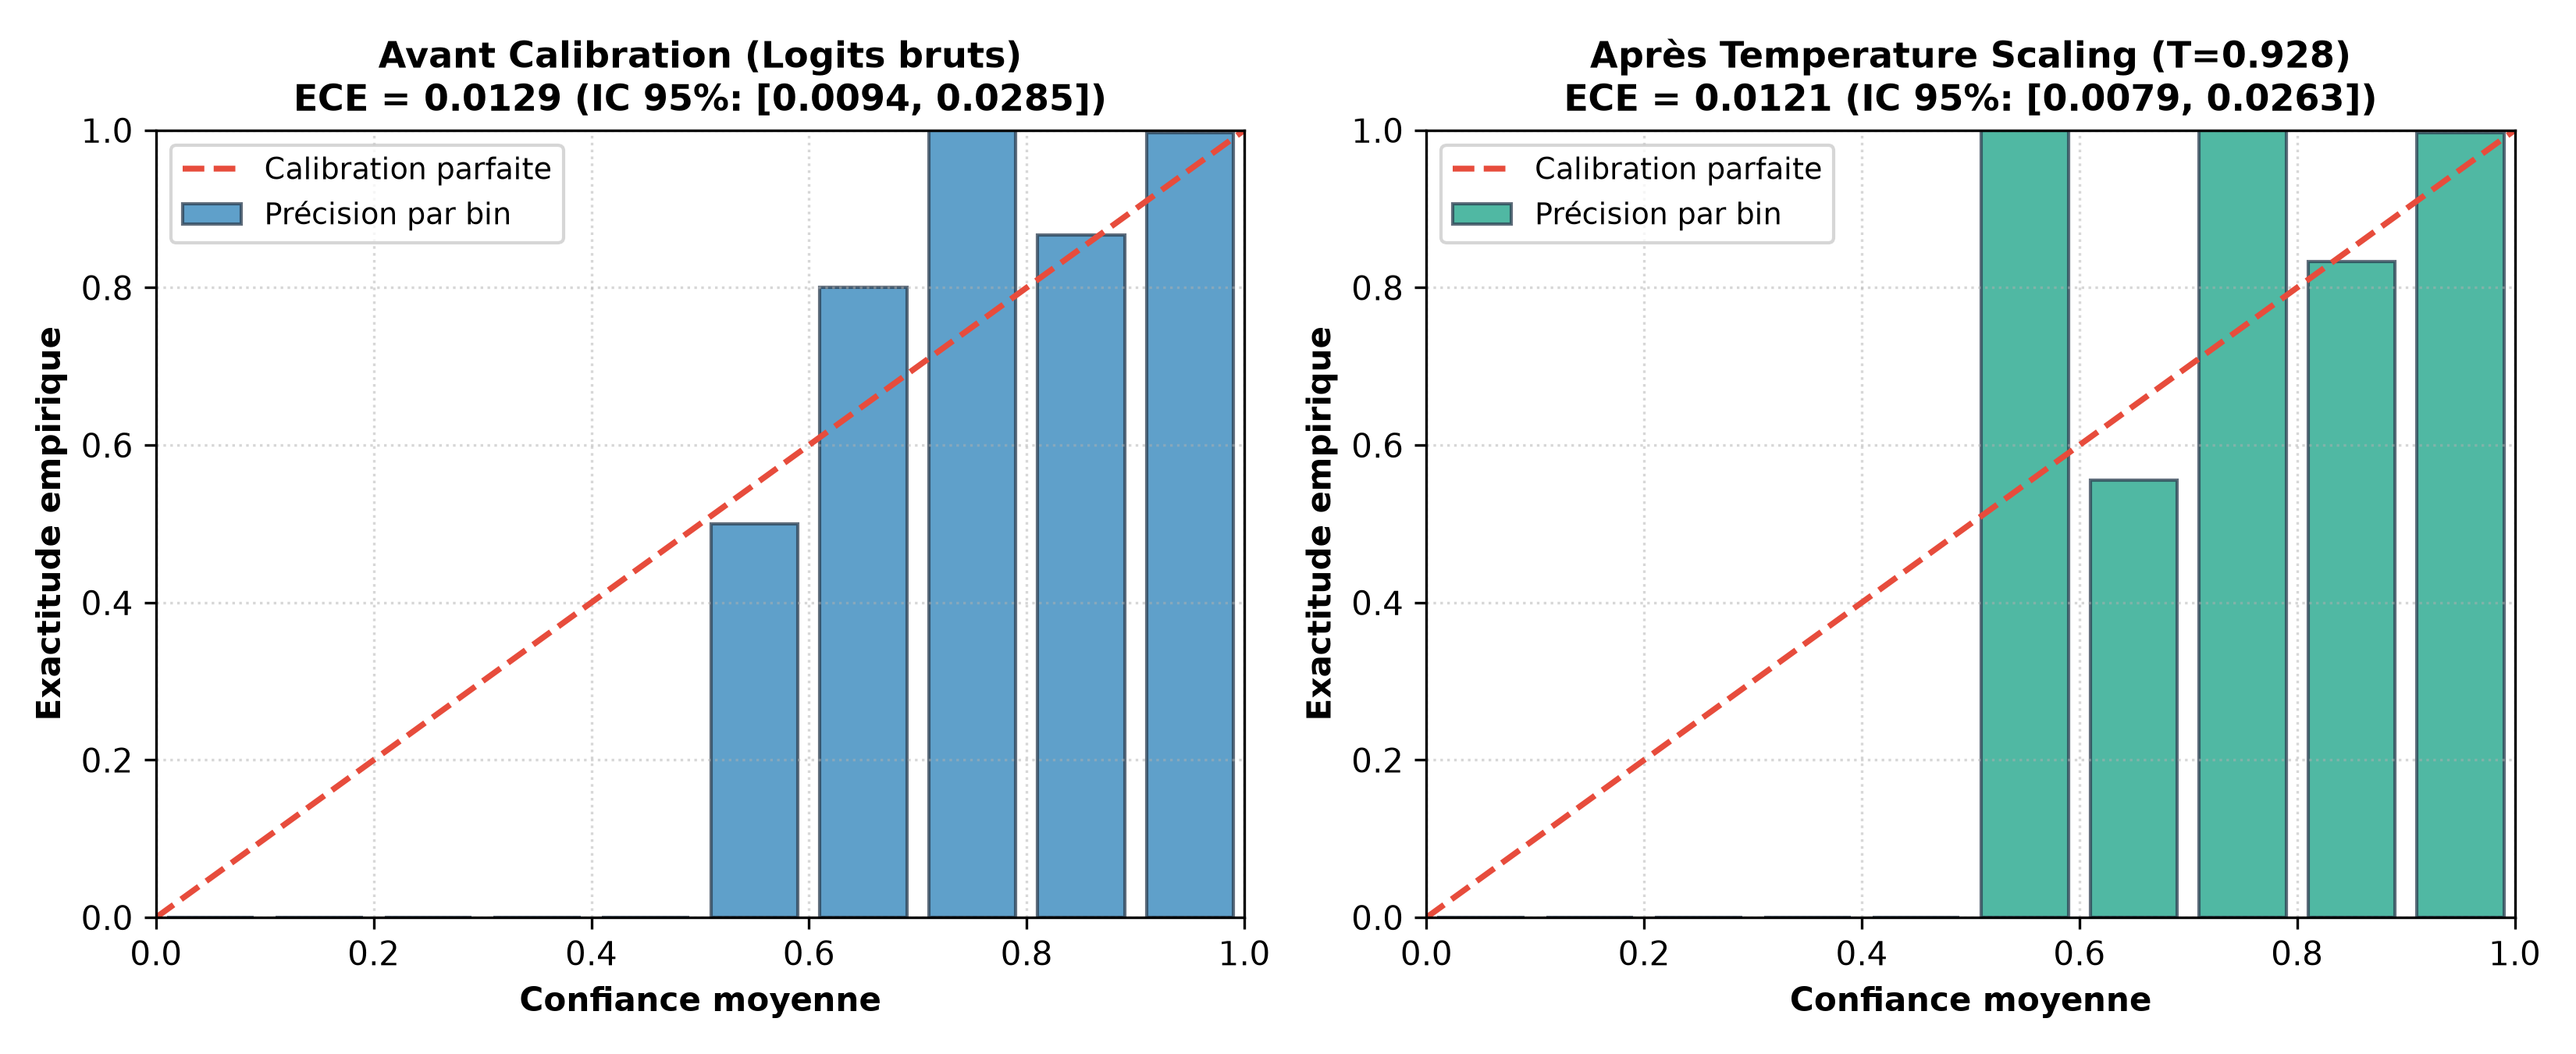 Avant Calibration (Logits bruts)
ECE = 0.0129 (IC 95%: [0.0094, 0.0285])
1.0
0.8
0.6
0.4
0.2
0.0
Exactitude empirique
Calibration parfaite
Précision par bin
0.0 0.2 0.4 0.6 0.8 1.0
Confiance moyenne
Après Temperature Scaling (T=0.928)
ECE = 0.0121 (IC 95%: [0.0079, 0.0263])
1.0
0.8
0.6
0.4
0.2
0.0
Exactitude empirique
Calibration parfaite
Précision par bin
0.0 0.2 0.4 0.6 0.8 1.0
Confiance moyenne